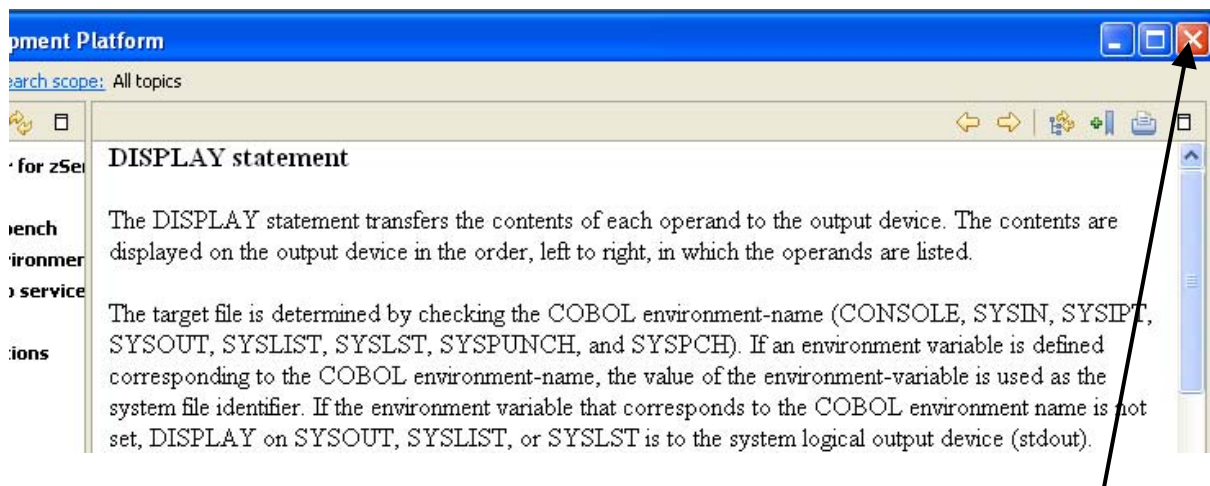 pment Platform
earch scope: All topics
r for zSer
bench
vironmen
b service
tions
DISPLAY statement
The DISPLAY statement transfers the contents of each operand to the output device. The contents are
displayed on the output device in the order, left to right, in which the operands are listed.
The target file is determined by checking the COBOL environment-name (CONSOLE, SYSIN, SYSIPT,
SYSOUT, SYSLIST, SYSLST, SYSPUNCH, and SYSPCH). If an environment variable is defined
corresponding to the COBOL environment-name, the value of the environment-variable is used as the
system file identifier. If the environment variable that corresponds to the COBOL environment name is not
set, DISPLAY on SYSOUT, SYSLIST, or SYSLST is to the system logical output device (stdout).